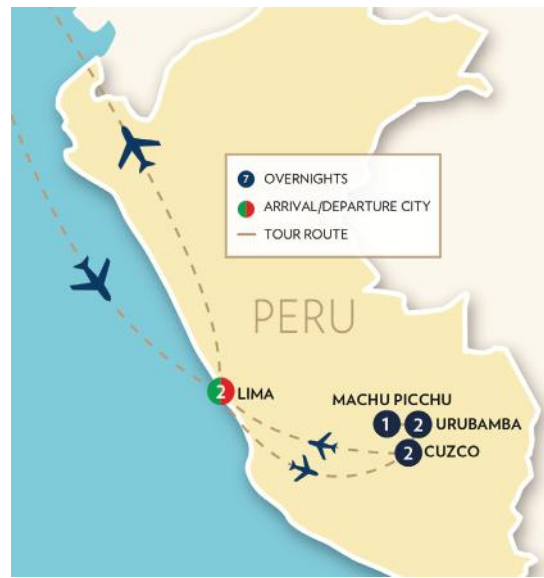 7 OVERNIGHTS
ARRIVAL/DEPARTURE CITY
TOUR ROUTE
PERU
2 LIMA
MACHU PICCHU
1 2 URUBAMBA
2 CUZCO